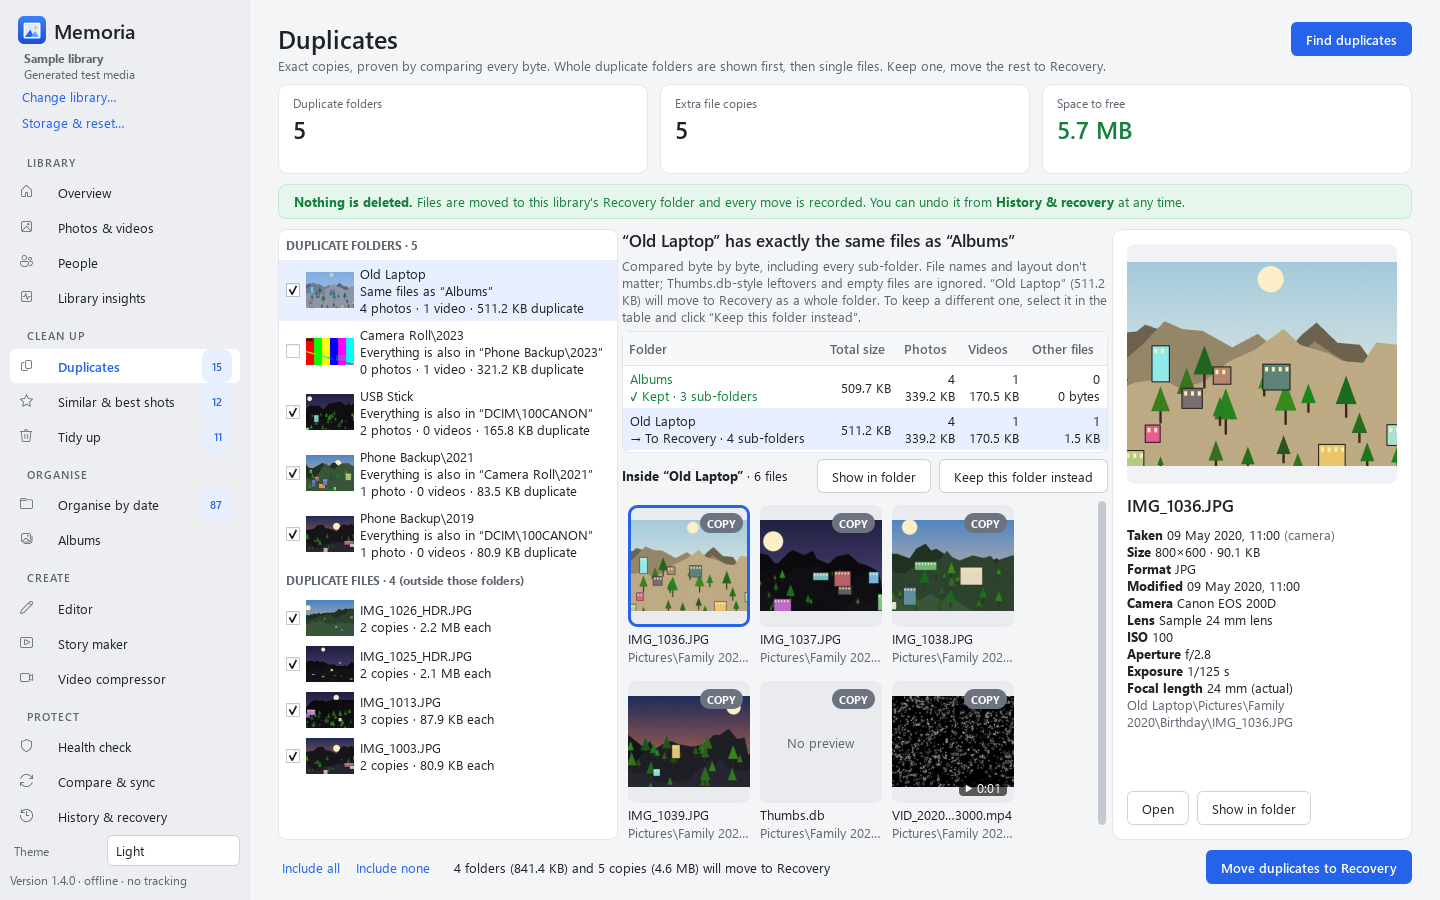 Memoria
Sample library
Generated test media
Change library...
Storage & reset...
LIBRARY
Overview
Photos & videos
People
Library insights
CLEAN UP
Duplicates 15
Similar & best shots 12
Tidy up 11
ORGANISE
Organise by date 87
Albums
CREATE
Editor
Story maker
Video compressor
PROTECT
Health check
Compare & sync
History & recovery
Theme Light
Version 1.4.0 · offline · no tracking
Duplicates
Find duplicates
Exact copies, proven by comparing every byte. Whole duplicate folders are shown first, then single files. Keep one, move the rest to Recovery.
Duplicate folders
5
Extra file copies
5
Space to free
5.7 MB
Nothing is deleted. Files are moved to this library's Recovery folder and every move is recorded. You can undo it from History & recovery at any time.
DUPLICATE FOLDERS · 5
Old Laptop
Same files as “Albums”
4 photos · 1 video · 511.2 KB duplicate
Camera Roll\2023
Everything is also in “Phone Backup\2023”
0 photos · 1 video · 321.2 KB duplicate
USB Stick
Everything is also in “DCIM\100CANON”
2 photos · 0 videos · 165.8 KB duplicate
Phone Backup\2021
Everything is also in “Camera Roll\2021”
1 photo · 0 videos · 83.5 KB duplicate
Phone Backup\2019
Everything is also in “DCIM\100CANON”
1 photo · 0 videos · 80.9 KB duplicate
DUPLICATE FILES · 4 (outside those folders)
IMG_1026_HDR.JPG
2 copies · 2.2 MB each
IMG_1025_HDR.JPG
2 copies · 2.1 MB each
IMG_1013.JPG
3 copies · 87.9 KB each
IMG_1003.JPG
2 copies · 80.9 KB each
“Old Laptop” has exactly the same files as “Albums”
Compared byte by byte, including every sub-folder. File names and layout don't
matter; Thumbs.db-style leftovers and empty files are ignored. “Old Laptop” (511.2
KB) will move to Recovery as a whole folder. To keep a different one, select it in the
table and click “Keep this folder instead”.
Folder Total size Photos Videos Other files
Albums 4 1 0
✓ Kept · 3 sub-folders 509.7 KB 339.2 KB 170.5 KB 0 bytes
Old Laptop 4 1 1
→ To Recovery · 4 sub-folders 511.2 KB 339.2 KB 170.5 KB 1.5 KB
Inside “Old Laptop” · 6 files
Show in folder
Keep this folder instead
COPY COPY COPY
IMG_1036.JPG IMG_1037.JPG IMG_1038.JPG
Pictures\Family 202... Pictures\Family 202... Pictures\Family 202...
COPY COPY COPY
No preview
0:01
IMG_1039.JPG Thumbs.db VID_2020...3000.mp4
Pictures\Family 202... Pictures\Family 202... Pictures\Family 202...
IMG_1036.JPG
Taken 09 May 2020, 11:00 (camera)
Size 800×600 · 90.1 KB
Format JPG
Modified 09 May 2020, 11:00
Camera Canon EOS 200D
Lens Sample 24 mm lens
ISO 100
Aperture f/2.8
Exposure 1/125 s
Focal length 24 mm (actual)
Old Laptop\Pictures\Family
2020\Birthday\IMG_1036.JPG
Open
Show in folder
Include all
Include none
4 folders (841.4 KB) and 5 copies (4.6 MB) will move to Recovery
Move duplicates to Recovery